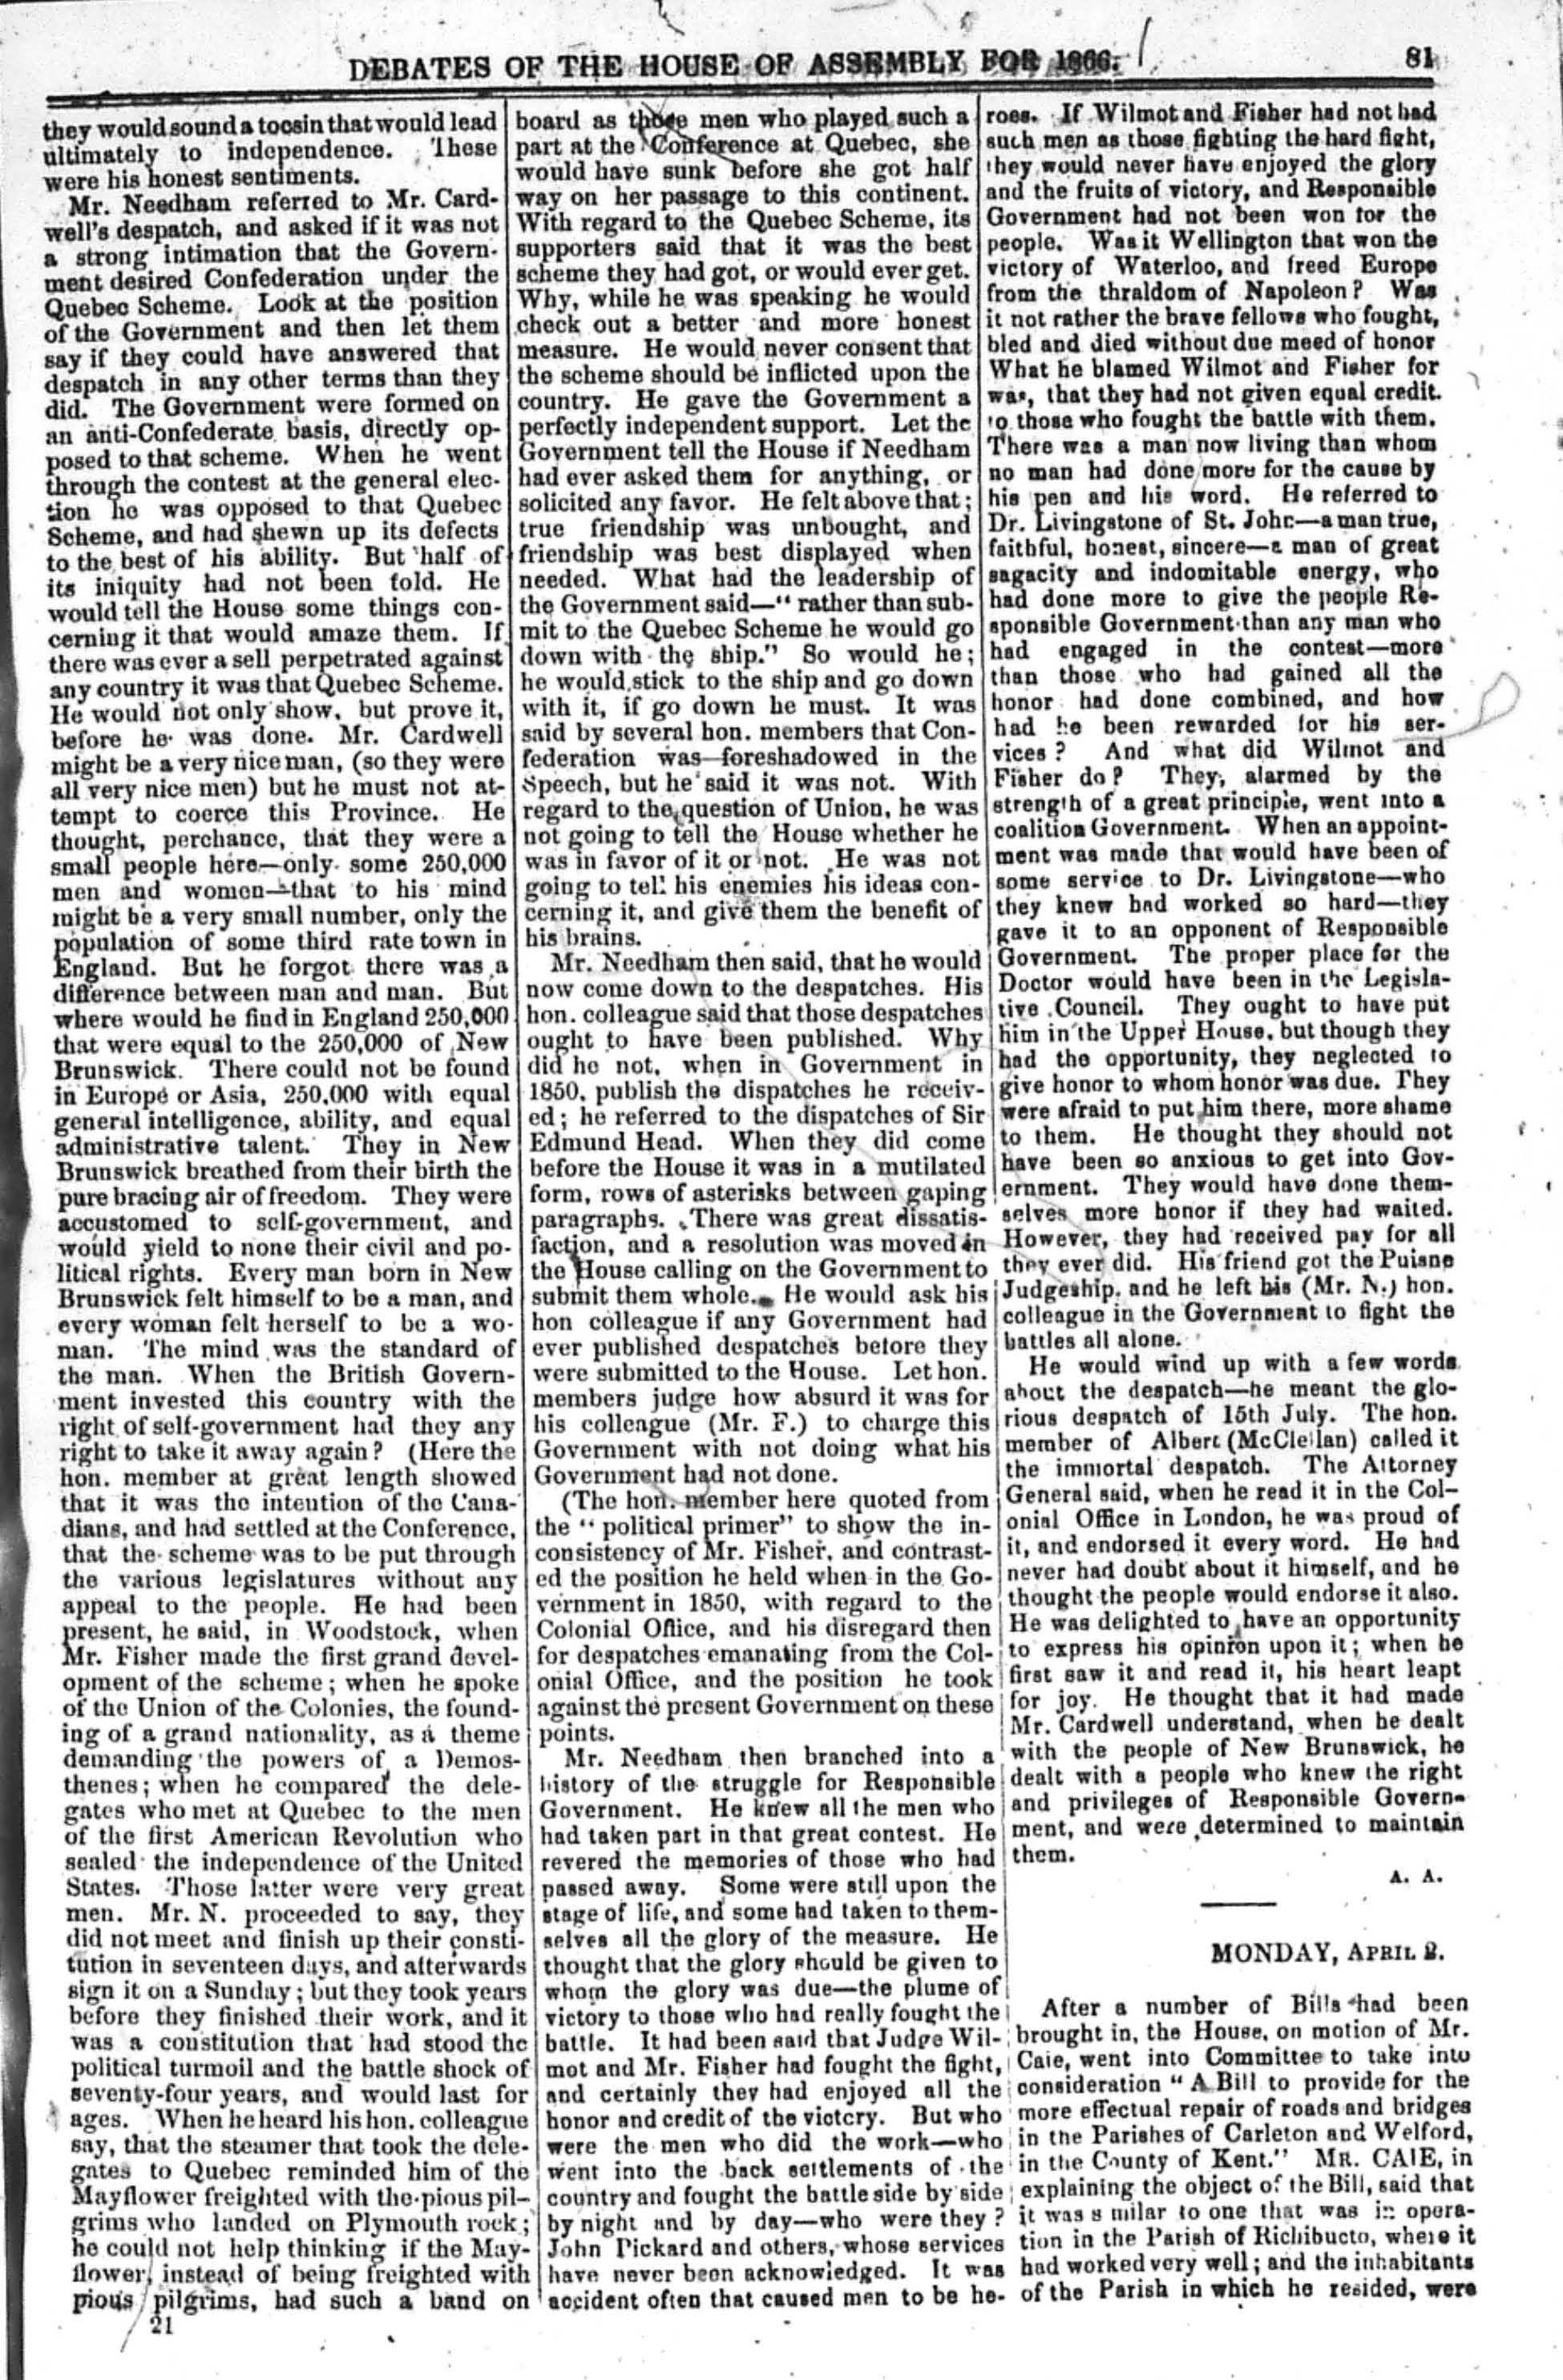 DEBATES OF THE HOUSE OF ASSEMBLY FOR 1866. 81
they would sound a tocsin that would lead
ultimately to independence. These
were his honest sentiments.
Mr. Needham referred to Mr. Card-
well's despatch, and asked if it was not
a strong intimation that the Govern-
ment desired Confederation under the
Quebec Scheme. Look at the position
of the Government and then let them
say if they could have answered that
despatch in any other terms than they
did. The Government were formed on
an anti-Confederate basis, directly op-
posed to that scheme. When he went
through the contest at the general elec-
tion he was opposed to that Quebec
Scheme, and had shewn up its defects
to the best of his ability. But half of
its iniquity had not been told. He
would tell the House some things con-
cerning it that would amaze them. If
there was ever a sell perpetrated against
any country it was that Quebec Scheme.
He would not only show, but prove it,
before he was done. Mr. Cardwell
might be a very nice man, (so they were
all very nice men) but he must not at-
tempt to coerce this Province. He
thought, perchance, that they were a
small people here—only some 250,000
men and women—that to his mind
might be a very small number, only the
population of some third rate town in
England. But he forgot there was a
difference between man and man. But
where would he find in England 250,000
that were equal to the 250,000 of New
Brunswick. There could not be found
in Europe or Asia, 250,000 with equal
general intelligence, ability, and equal
administrative talent. They in New
Brunswick breathed from their birth the
pure bracing air of freedom. They were
accustomed to self-government, and
would yield to none their civil and po-
litical rights. Every man born in New
Brunswick felt himself to be a man, and
every woman felt herself to be a wo-
man. The mind was the standard of
the man. When the British Govern-
ment invested this country with the
right of self-government had they any
right to take it away again? (Here the
hon. member at great length showed
that it was the intention of the Cana-
dians, and had settled at the Conference,
that the scheme was to be put through
the various legislatures without any
appeal to the people. He had been
present, he said, in Woodstock, when
Mr. Fisher made the first grand devel-
opment of the scheme; when he spoke
of the Union of the Colonies, the found-
ing of a grand nationality, as a theme
demanding the powers of a Demos-
thenes; when he compared the dele-
gates who met at Quebec to the men
of the first American Revolution who
sealed the independence of the United
States. Those latter were very great
men. Mr. N. proceeded to say, they
did not meet and finish up their consti-
tution in seventeen days, and afterwards
sign it on a Sunday; but they took years
before they finished their work, and it
was a constitution that had stood the
political turmoil and the battle shock of
seventy-four years, and would last for
ages. When he heard his hon. colleague
say, that the steamer that took the dele-
gates to Quebec reminded him of the
Mayflower freighted with the pious pil-
grims who landed on Plymouth rock;
he could not help thinking if the May-
flower, instead of being freighted with
pious pilgrims, had such a band on
21
board as those men who played such a
part at the Conference at Quebec, she
would have sunk before she got half
way on her passage to this continent.
With regard to the Quebec Scheme, its
supporters said that it was the best
scheme they had got, or would ever get.
Why, while he was speaking he would
check out a better and more honest
measure. He would never consent that
the scheme should be inflicted upon the
country. He gave the Government a
perfectly independent support. Let the
Government tell the House if Needham
had ever asked them for anything, or
solicited any favor. He felt above that;
true friendship was unbought, and
friendship was best displayed when
needed. What had the leadership of
the Government said—"rather than sub-
mit to the Quebec Scheme he would go
down with the ship." So would he;
he would stick to the ship and go down
with it, if go down he must. It was
said by several hon. members that Con-
federation was foreshadowed in the
Speech, but he said it was not. With
regard to the question of Union, he was
not going to tell the House whether he
was in favor of it or not. He was not
going to tell his enemies his ideas con-
cerning it, and give them the benefit of
his brains.
Mr. Needham then said, that he would
now come down to the despatches. His
hon. colleague said that those despatches
ought to have been published. Why
did he not, when in Government in
1850, publish the dispatches he receiv-
ed; he referred to the dispatches of Sir
Edmund Head. When they did come
before the House it was in a mutilated
form, rows of asterisks between gaping
paragraphs. There was great dissatis-
faction, and a resolution was moved in
the House calling on the Government to
submit them whole. He would ask his
hon colleague if any Government had
ever published despatches before they
were submitted to the House. Let hon.
members judge how absurd it was for
his colleague (Mr. F.) to charge this
Government with not doing what his
Government had not done.
(The hon. member here quoted from
the "political primer" to show the in-
consistency of Mr. Fisher, and contrast-
ed the position he held when in the Go-
vernment in 1850, with regard to the
Colonial Office, and his disregard then
for despatches emanating from the Col-
onial Office, and the position he took
against the present Government on these
points.
Mr. Needham then branched into a
history of the struggle for Responsible
Government. He knew all the men who
had taken part in that great contest. He
revered the memories of those who had
passed away. Some were still upon the
stage of life, and some had taken to them-
selves all the glory of the measure. He
thought that the glory should be given to
whom the glory was due—the plume of
victory to those who had really fought the
battle. It had been said that Judge Wil-
mot and Mr. Fisher had fought the fight,
and certainly they had enjoyed all the
honor and credit of the victory. But who
were the men who did the work—who
went into the back settlements of the
country and fought the battle side by side
by night and by day—who were they?
John Pickard and others, whose services
have never been acknowledged. It was
accident often that caused men to be he-
roes. If Wilmot and Fisher had not had
such men as those fighting the hard fight,
they would never have enjoyed the glory
and the fruits of victory, and Responsible
Government had not been won for the
people. Was it Wellington that won the
victory of Waterloo, and freed Europe
from the thraldom of Napoleon? Was
it not rather the brave fellows who fought,
bled and died without due meed of honor
What he blamed Wilmot and Fisher for
was, that they had not given equal credit
to those who fought the battle with them.
There was a man now living than whom
no man had done more for the cause by
his pen and his word. He referred to
Dr. Livingstone of St. John—a man true,
faithful, honest, sincere—a man of great
sagacity and indomitable energy, who
had done more to give the people Re-
sponsible Government than any man who
had engaged in the contest—more
than those who had gained all the
honor had done combined, and how
had he been rewarded for his ser-
vices? And what did Wilmot and
Fisher do? They, alarmed by the
strength of a great principle, went into a
coalition Government. When an appoint-
ment was made that would have been of
some service to Dr. Livingstone—who
they knew had worked so hard—they
gave it to an opponent of Responsible
Government. The proper place for the
Doctor would have been in the Legisla-
tive Council. They ought to have put
him in the Upper House, but though they
had the opportunity, they neglected to
give honor to whom honor was due. They
were afraid to put him there, more shame
to them. He thought they should not
have been so anxious to get into Gov-
ernment. They would have done them-
selves more honor if they had waited.
However, they had received pay for all
they ever did. His friend got the Puisne
Judgeship, and he left his (Mr. N.) hon.
colleague in the Government to fight the
battles all alone.
He would wind up with a few words
about the despatch—he meant the glo-
rious despatch of 15th July. The hon.
member of Albert (McClellan) called it
the immortal despatch. The Attorney
General said, when he read it in the Col-
onial Office in London, he was proud of
it, and endorsed it every word. He had
never had doubt about it himself, and he
thought the people would endorse it also.
He was delighted to have an opportunity
to express his opinion upon it; when he
first saw it and read it, his heart leapt
for joy. He thought that it had made
Mr. Cardwell understand, when he dealt
with the people of New Brunswick, he
dealt with a people who knew the right
and privileges of Responsible Govern-
ment, and were determined to maintain
them.
A. A.
MONDAY, APRIL 2.
After a number of Bills had been
brought in, the House, on motion of Mr.
Caie, went into Committee to take into
consideration "A Bill to provide for the
more effectual repair of roads and bridges
in the Parishes of Carleton and Welford,
in the County of Kent." MR. CAIE, in
explaining the object of the Bill, said that
it was similar to one that was in opera-
tion in the Parish of Richibucto, where it
had worked very well; and the inhabitants
of the Parish in which he resided, were